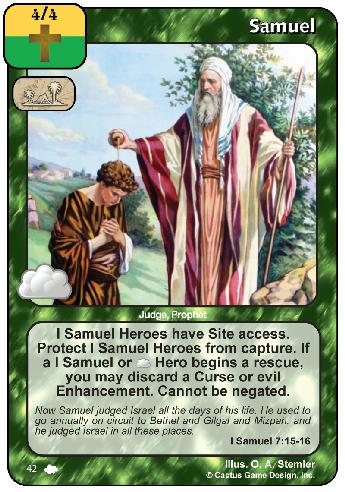 4/4
Samuel
Judge, Prophet
I Samuel Heroes have Site access.
Protect I Samuel Heroes from capture. If
a I Samuel or Hero begins a rescue,
you may discard a Curse or evil
Enhancement. Cannot be negated.
Now Samuel judged Israel all the days of his life. He used to
go annually on circuit to Bethel and Gilgal and Mizpah, and
he judged Israel in all these places.
I Samuel 7:15-16
42
Illus. O. A. Stemler
© Cactus Game Design, Inc.